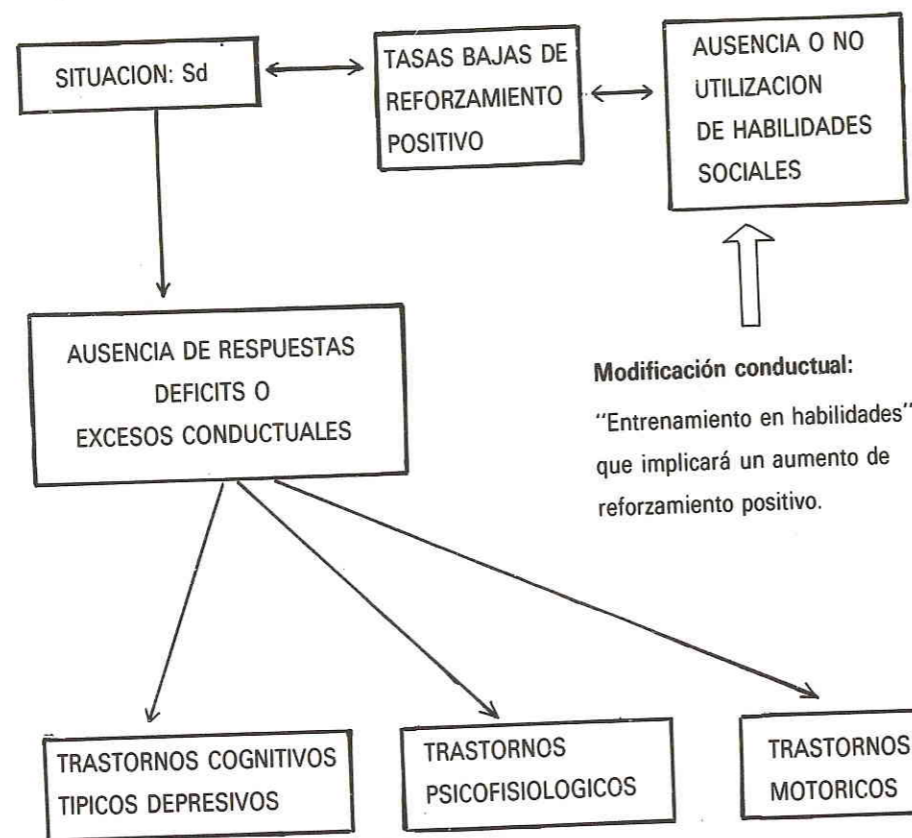 SITUACION: Sd
TASAS BAJAS DE
REFORZAMIENTO
POSITIVO
AUSENCIA O NO
UTILIZACION
DE HABILIDADES
SOCIALES
AUSENCIA DE RESPUESTAS
DEFICITS O
EXCESOS CONDUCTUALES
Modificación conductual:
"Entrenamiento en habilidades"
que implicará un aumento de
reforzamiento positivo.
TRASTORNOS COGNITIVOS
TIPICOS DEPRESIVOS
TRASTORNOS
PSICOFISIOLOGICOS
TRASTORNOS
MOTORICOS